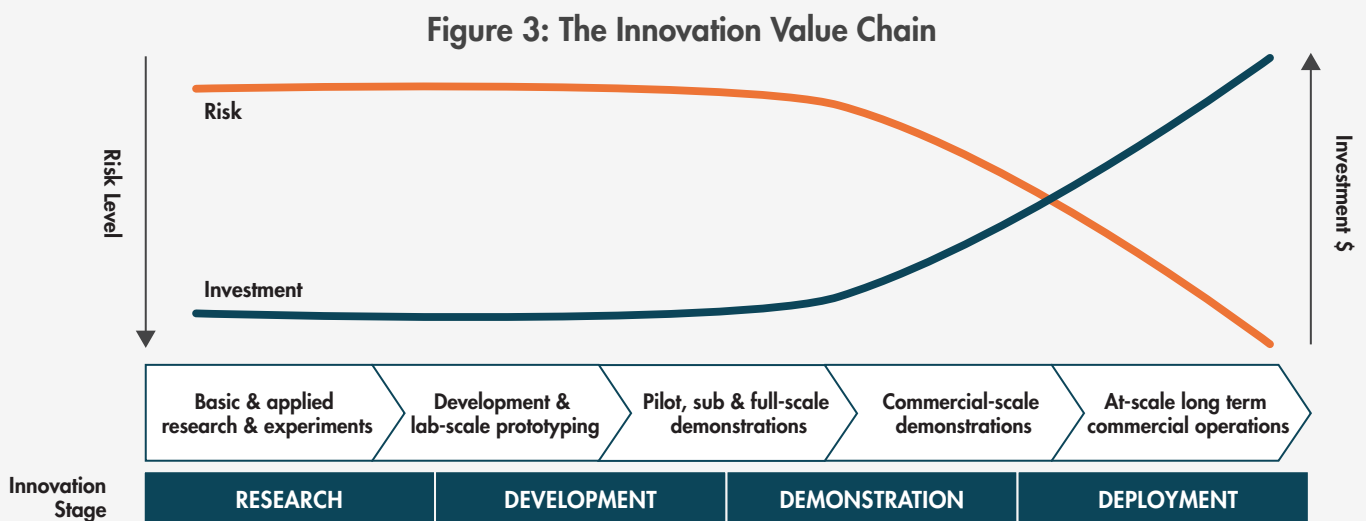 Figure 3: The Innovation Value Chain
Risk
Risk Level
Investment $
Investment
Basic & applied
research & experiments
Development &
lab-scale prototyping
Pilot, sub & full-scale
demonstrations
Commercial-scale
demonstrations
At-scale long term
commercial operations
Innovation
Stage
RESEARCH
DEVELOPMENT
DEMONSTRATION
DEPLOYMENT